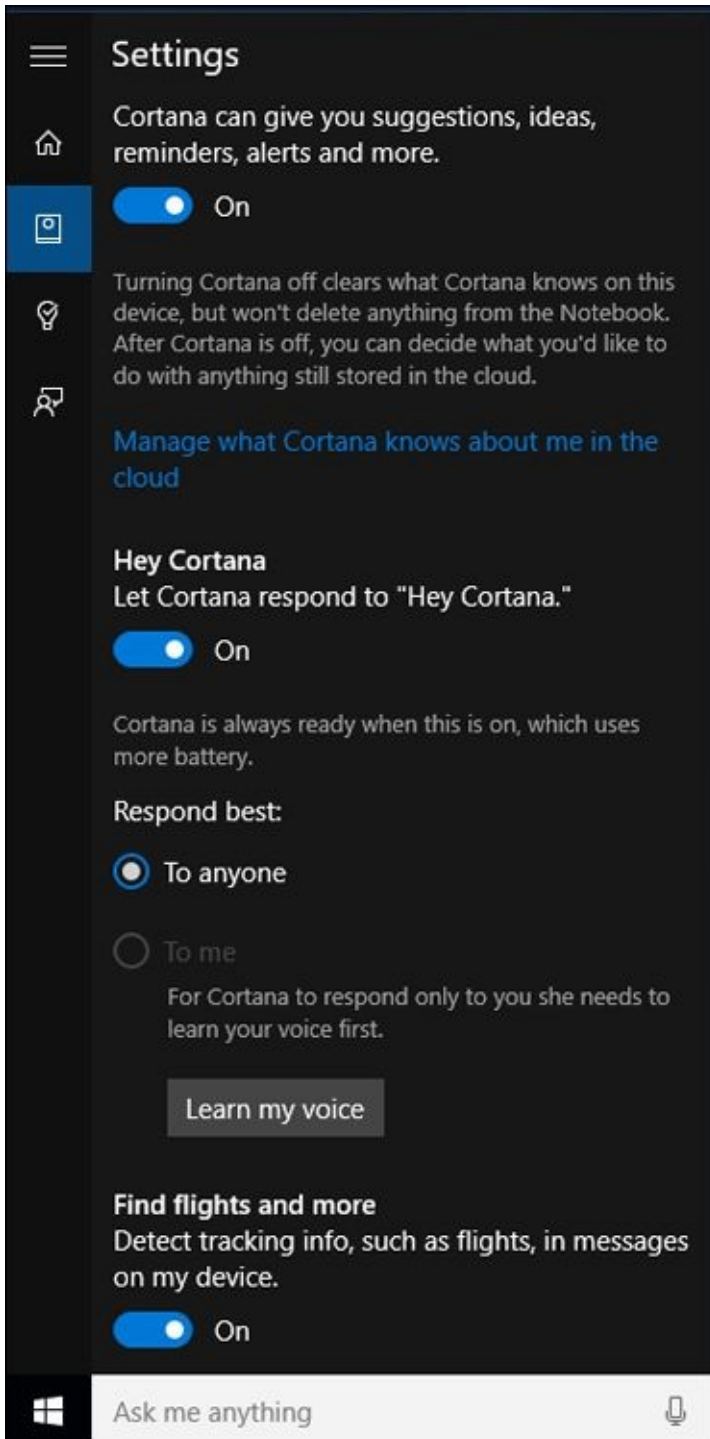 Settings
Cortana can give you suggestions, ideas,
reminders, alerts and more.
On
Turning Cortana off clears what Cortana knows on this
device, but won't delete anything from the Notebook.
After Cortana is off, you can decide what you'd like to
do with anything still stored in the cloud.
Manage what Cortana knows about me in the
cloud
Hey Cortana
Let Cortana respond to "Hey Cortana."
On
Cortana is always ready when this is on, which uses
more battery.
Respond best:
To anyone
To me
For Cortana to respond only to you she needs to
learn your voice first.
Learn my voice
Find flights and more
Detect tracking info, such as flights, in messages
on my device.
On
Ask me anything